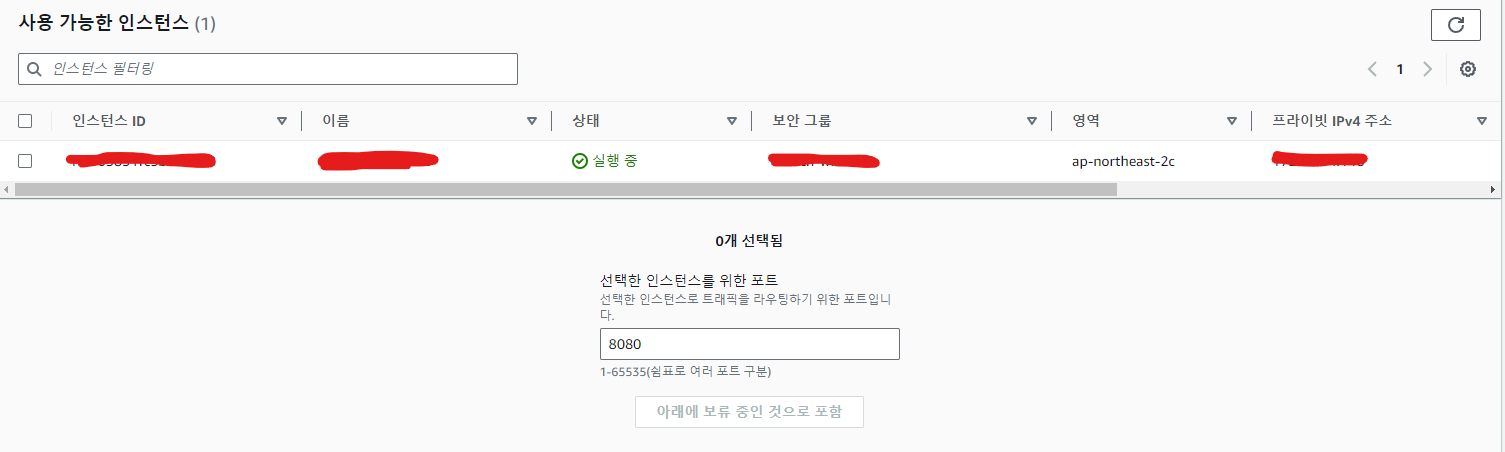 사용 가능한 인스턴스 (1)
인스턴스 필터링
1
인스턴스 ID 이름 상태 보안 그룹 영역 프라이빗 IPv4 주소
실행 중 ap-northeast-2c
0개 선택됨
선택한 인스턴스를 위한 포트
선택한 인스턴스로 트래픽을 라우팅하기 위한 포트입니
다.
8080
1-65535(쉼표로 여러 포트 구분)
아래에 보류 중인 것으로 포함